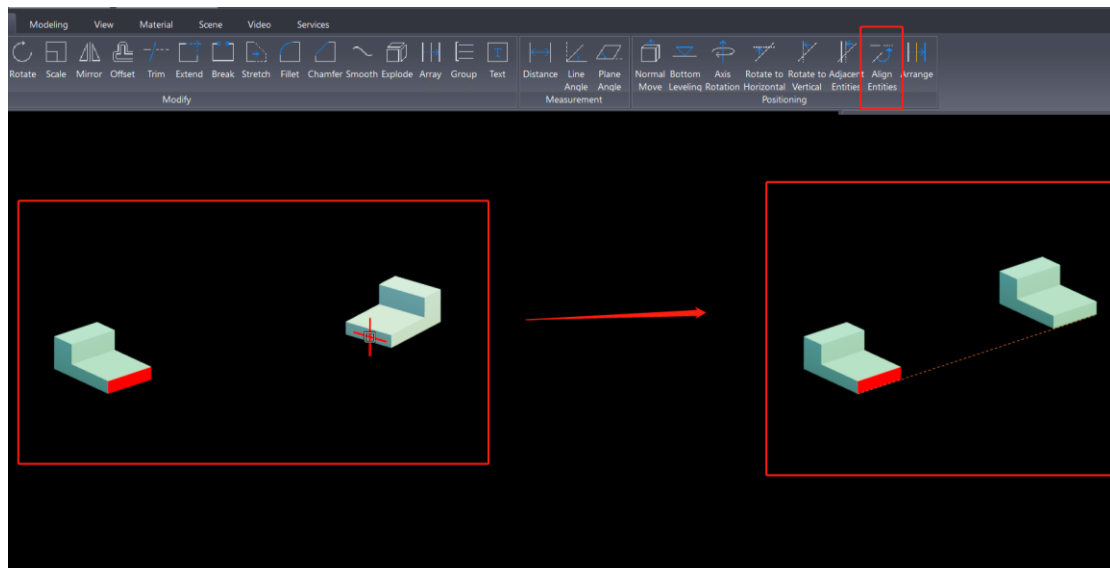 Modeling View Material Scene Video Services
Rotate Scale Mirror Offset Trim Extend Break Stretch Fillet Chamfer Smooth Explode Array Group Text Distance Line Plane Normal Bottom Axis Rotate to Rotate to Adjacent Align Arrange
Angle Angle Move Leveling Rotation Horizontal Vertical Entities Entities
Modify Measurement Positioning